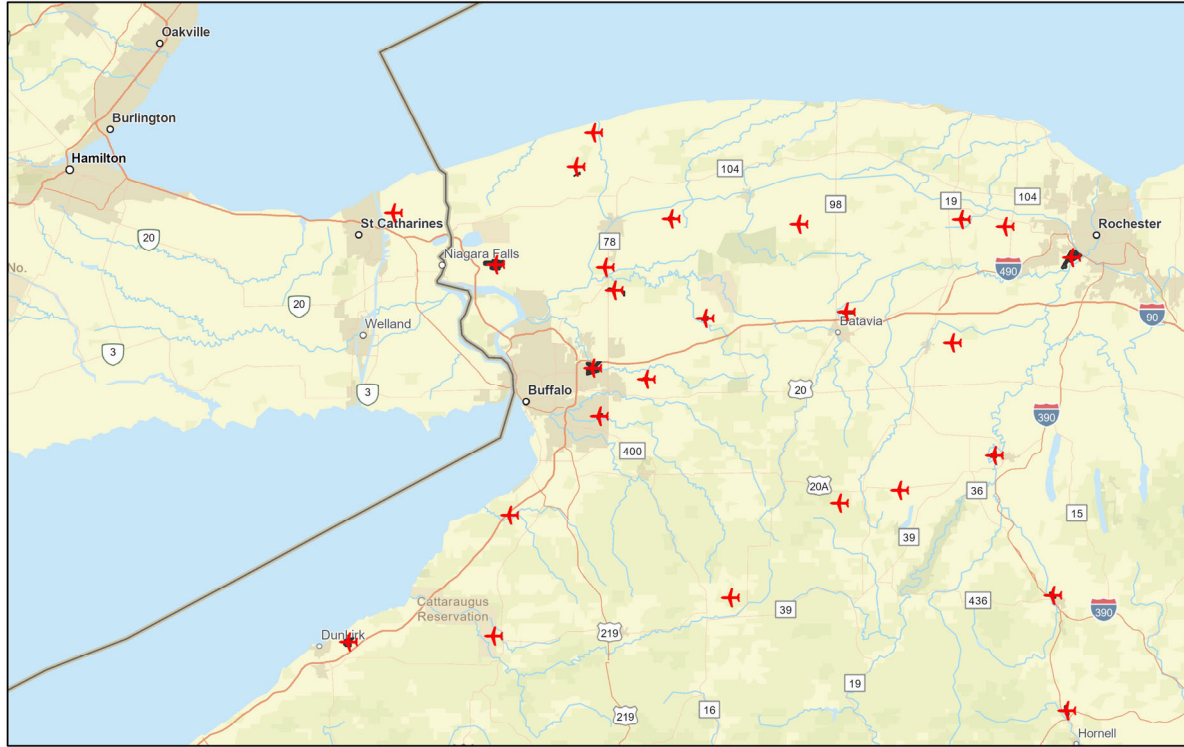 Oakville
Burlington
Hamilton
104
98
19
104
St Catharines
Rochester
20
78
Niagara Falls
No.
490
20
90
Welland
Batavia
3
3
Buffalo
20
390
400
20A
36
15
39
Cattaraugus
Reservation
39
436
390
Dunkirk
219
19
16
219
Hornell